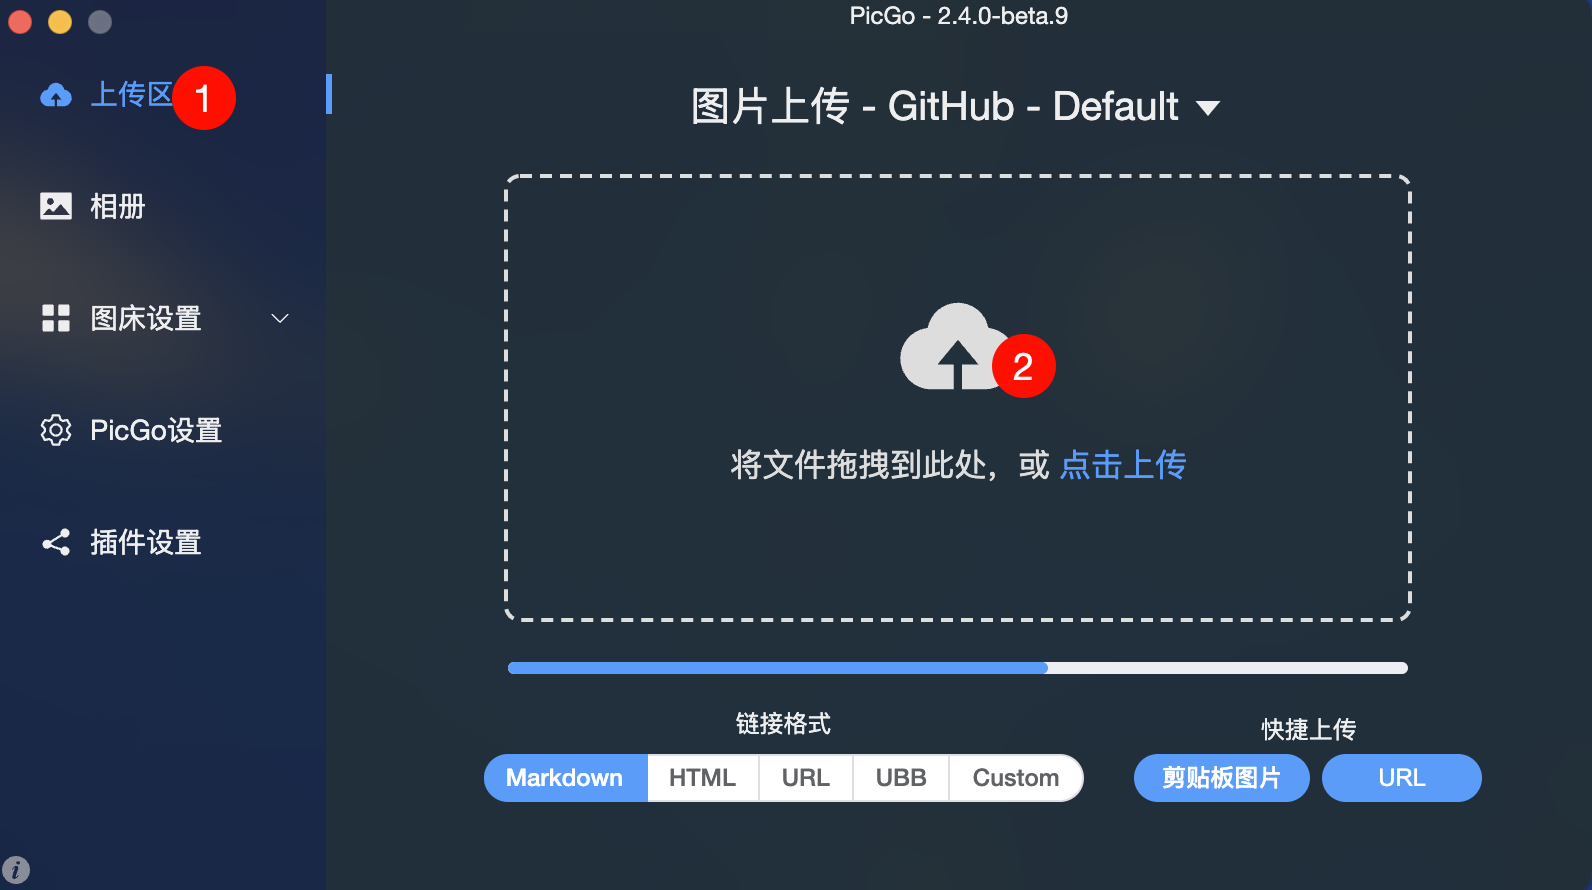 PicGo - 2.4.0-beta.9
上传区 1
相册
图床设置
PicGo设置
插件设置
图片上传 - GitHub - Default
2
将文件拖拽到此处，或 点击上传
链接格式
Markdown HTML URL UBB Custom
快捷上传
剪贴板图片 URL
i